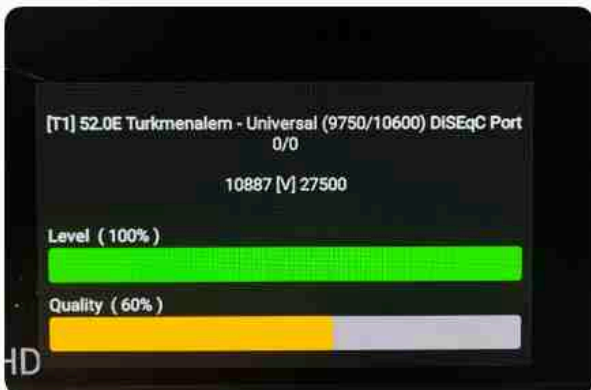 [T1] 52.0E Turkmenalem - Universal (9750/10600) DiSEqC Port
0/0
10887 [V] 27500
Level ( 100% )
Quality ( 60% )
HD